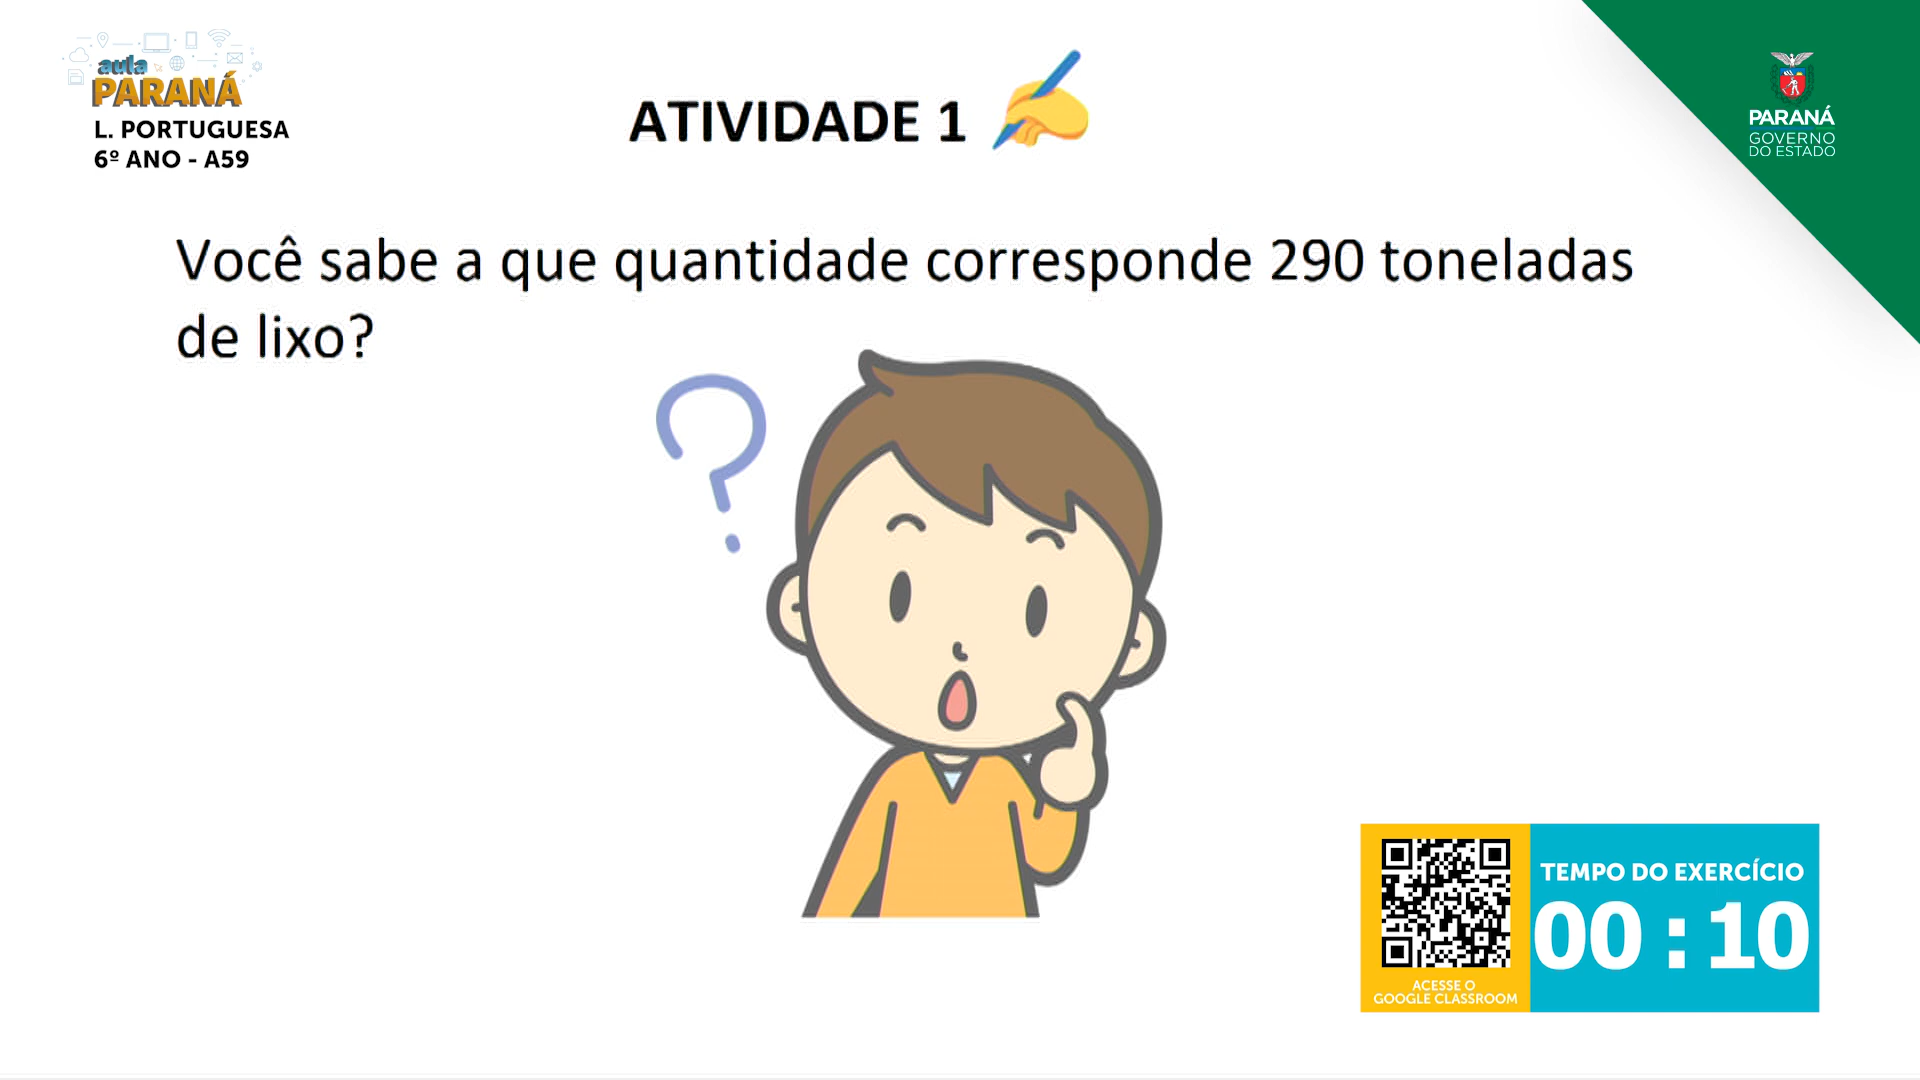 aula
PARANÁ
L. PORTUGUESA
6º ANO - A59
ATIVIDADE 1
PARANÁ
GOVERNO
DO ESTADO
Você sabe a que quantidade corresponde 290 toneladas
de lixo?
TEMPO DO EXERCÍCIO
00 : 10
ACESSE O
GOOGLE CLASSROOM